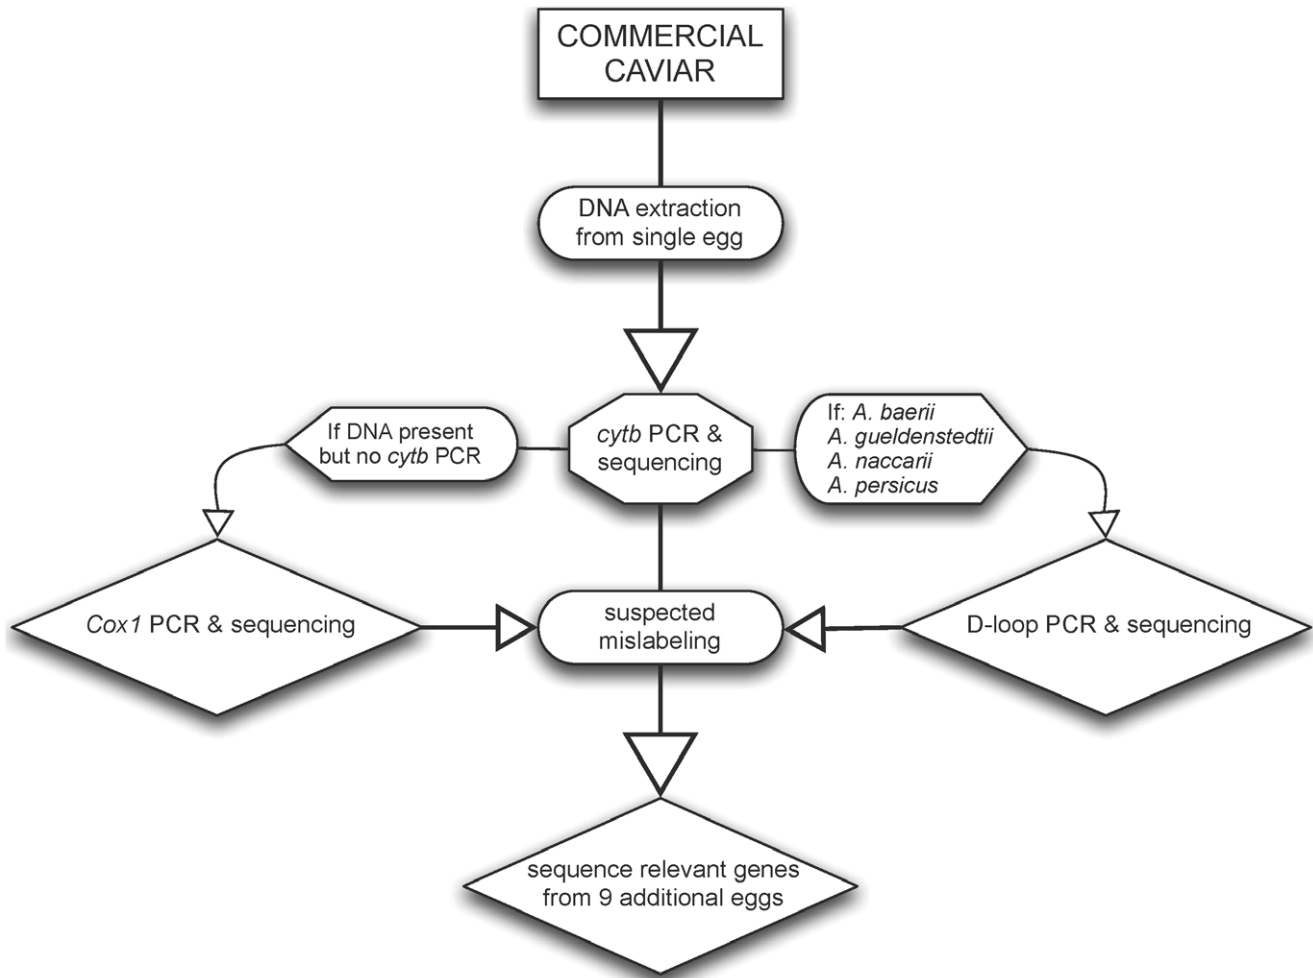 COMMERCIAL
CAVIAR
DNA extraction
from single egg
If DNA present
but no cytb PCR
cytb PCR &
sequencing
If: A. baerii
A. gueldenstedtii
A. naccarii
A. persicus
Cox1 PCR & sequencing
suspected
mislabeling
D-loop PCR & sequencing
sequence relevant genes
from 9 additional eggs